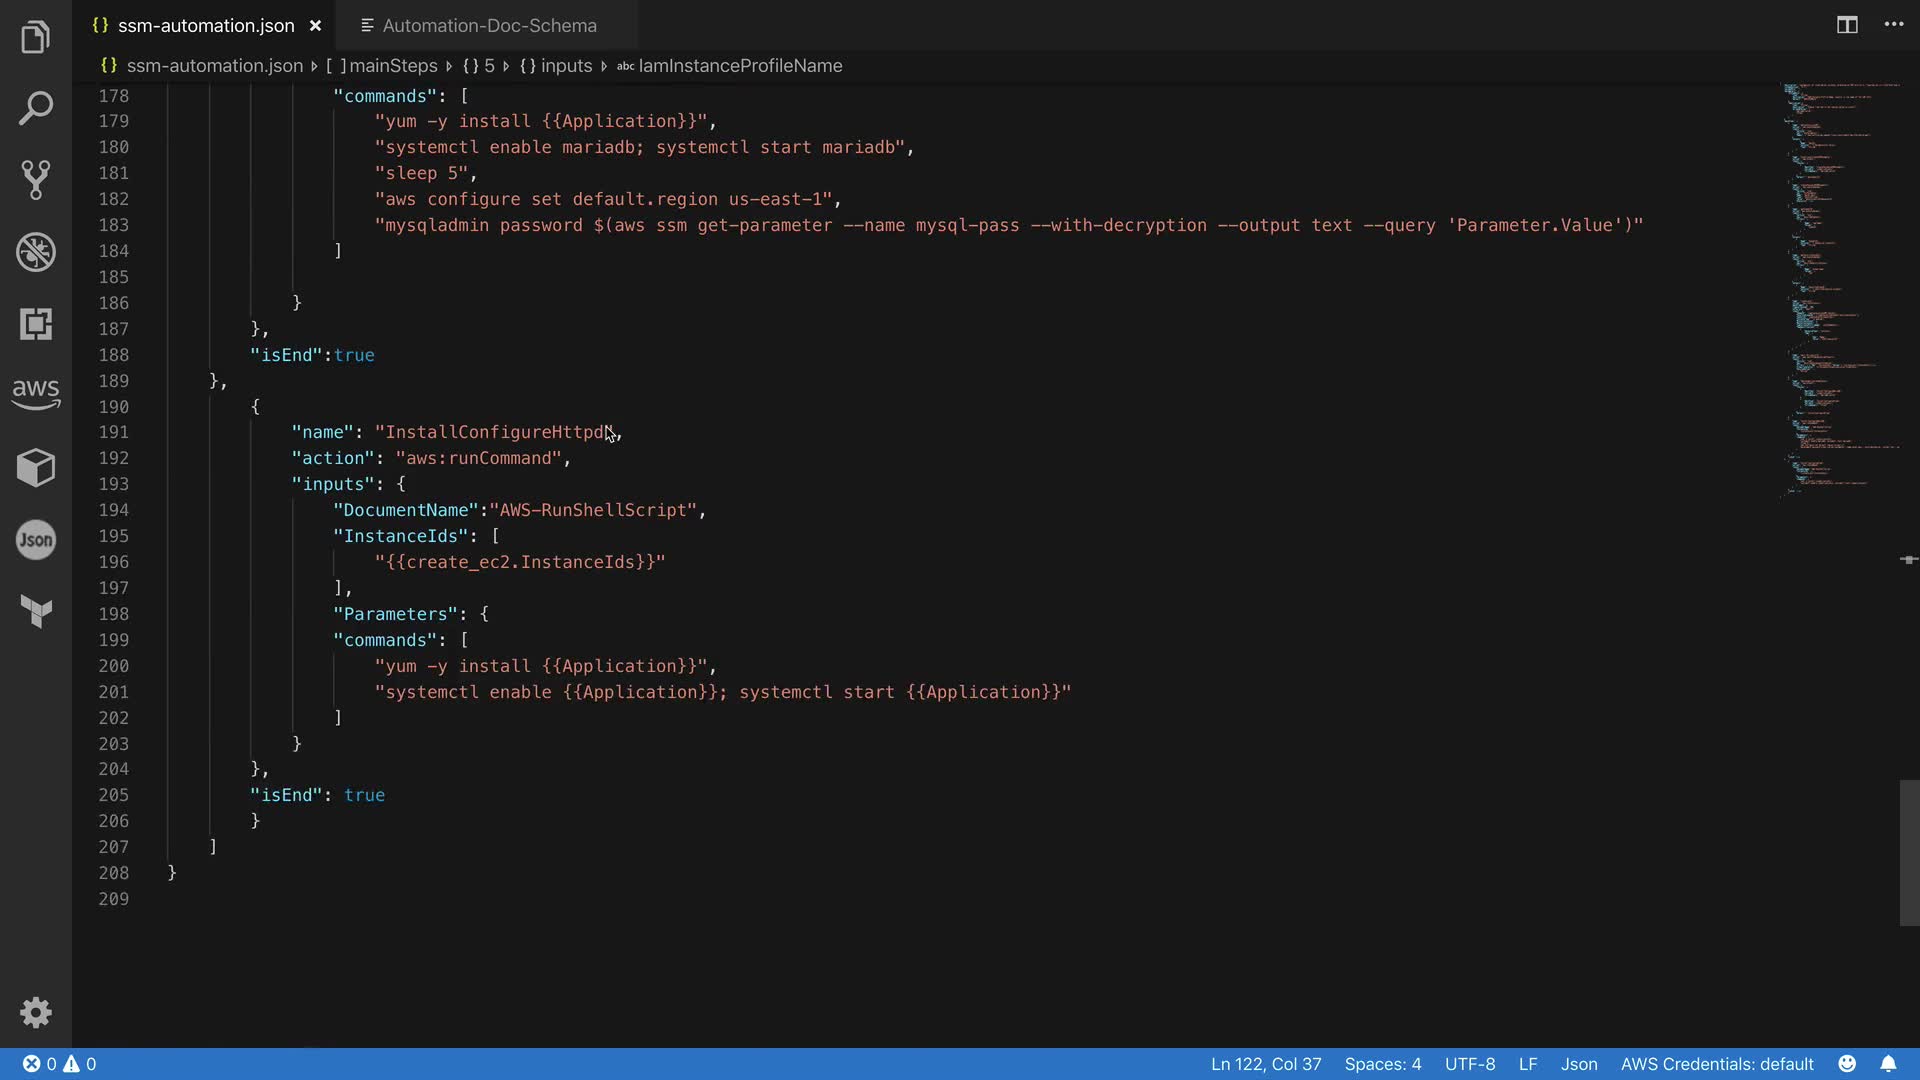 ssm-automation.json
Automation-Doc-Schema
ssm-automation.json mainSteps 5 inputs abc IamInstanceProfileName
178 "commands": [
179 "yum -y install {{Application}}",
180 "systemctl enable mariadb; systemctl start mariadb",
181 "sleep 5",
182 "aws configure set default.region us-east-1",
183 "mysqladmin password $(aws ssm get-parameter --name mysql-pass --with-decryption --output text --query 'Parameter.Value')"
184 ]
185
186 }
187 },
188 "isEnd":true
189 },
190 {
191 "name": "InstallConfigureHttpd",
192 "action": "aws:runCommand",
193 "inputs": {
194 "DocumentName":"AWS-RunShellScript",
195 "InstanceIds": [
196 "{{create_ec2.InstanceIds}}"
197 ],
198 "Parameters": {
199 "commands": [
200 "yum -y install {{Application}}",
201 "systemctl enable {{Application}}; systemctl start {{Application}}"
202 ]
203 }
204 },
205 "isEnd": true
206 }
207 ]
208 }
209
aws
Json
0 0
Ln 122, Col 37 Spaces: 4 UTF-8 LF Json AWS Credentials: default